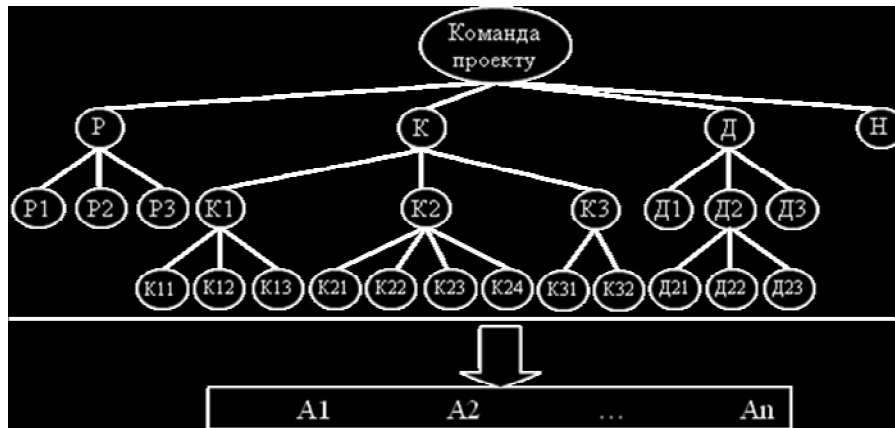 Команда
проекту
Р К Д Н
Р1 Р2 Р3 К1 К2 К3 Д1 Д2 Д3
К11 К12 К13 К21 К22 К23 К24 К31 К32 Д21 Д22 Д23
А1 А2 ... Аn